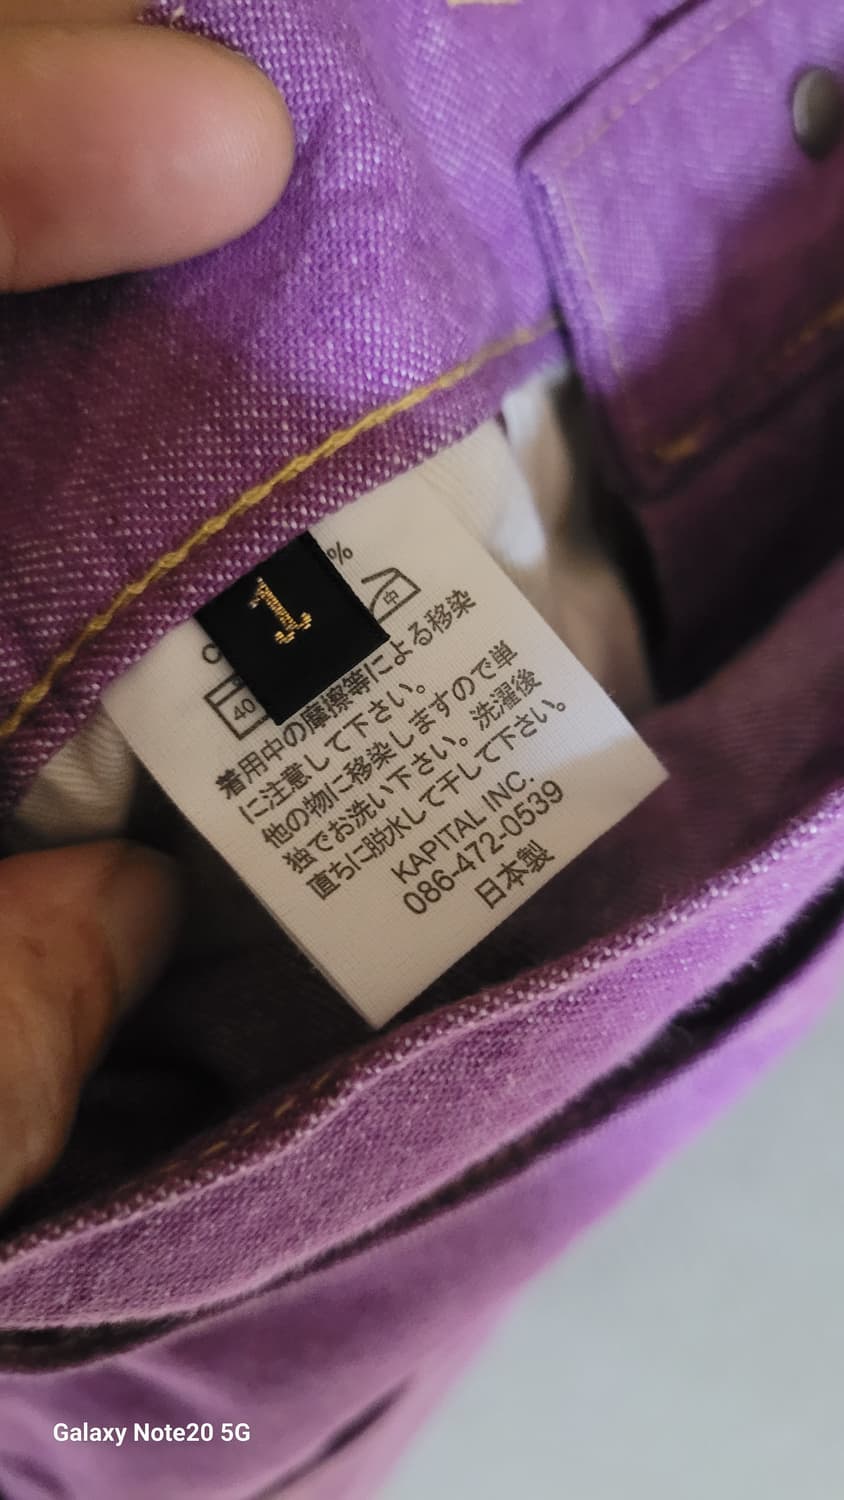 1
%
40
中
着用中の摩擦等による移染
に注意して下さい。
他の物に移染しますので単
独でお洗い下さい。洗濯後
直ちに脱水して干して下さい。
KAPITAL INC.
086-472-0539
日本製
Galaxy Note20 5G